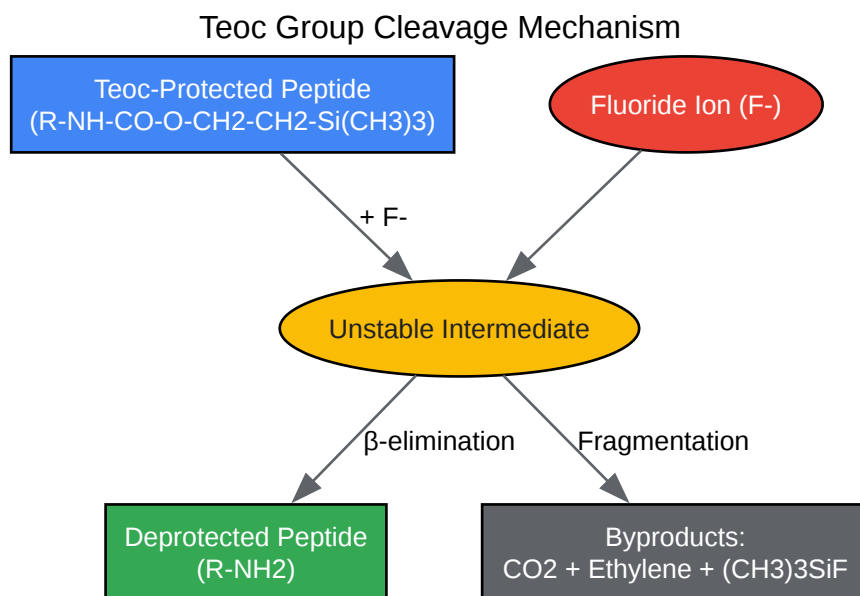 Teoc Group Cleavage Mechanism
Teoc-Protected Peptide
(R-NH-CO-O-CH2-CH2-Si(CH3)3)
Fluoride Ion (F-)
+ F-
Unstable Intermediate
β-elimination
Fragmentation
Deprotected Peptide
(R-NH2)
Byproducts:
CO2 + Ethylene + (CH3)3SiF